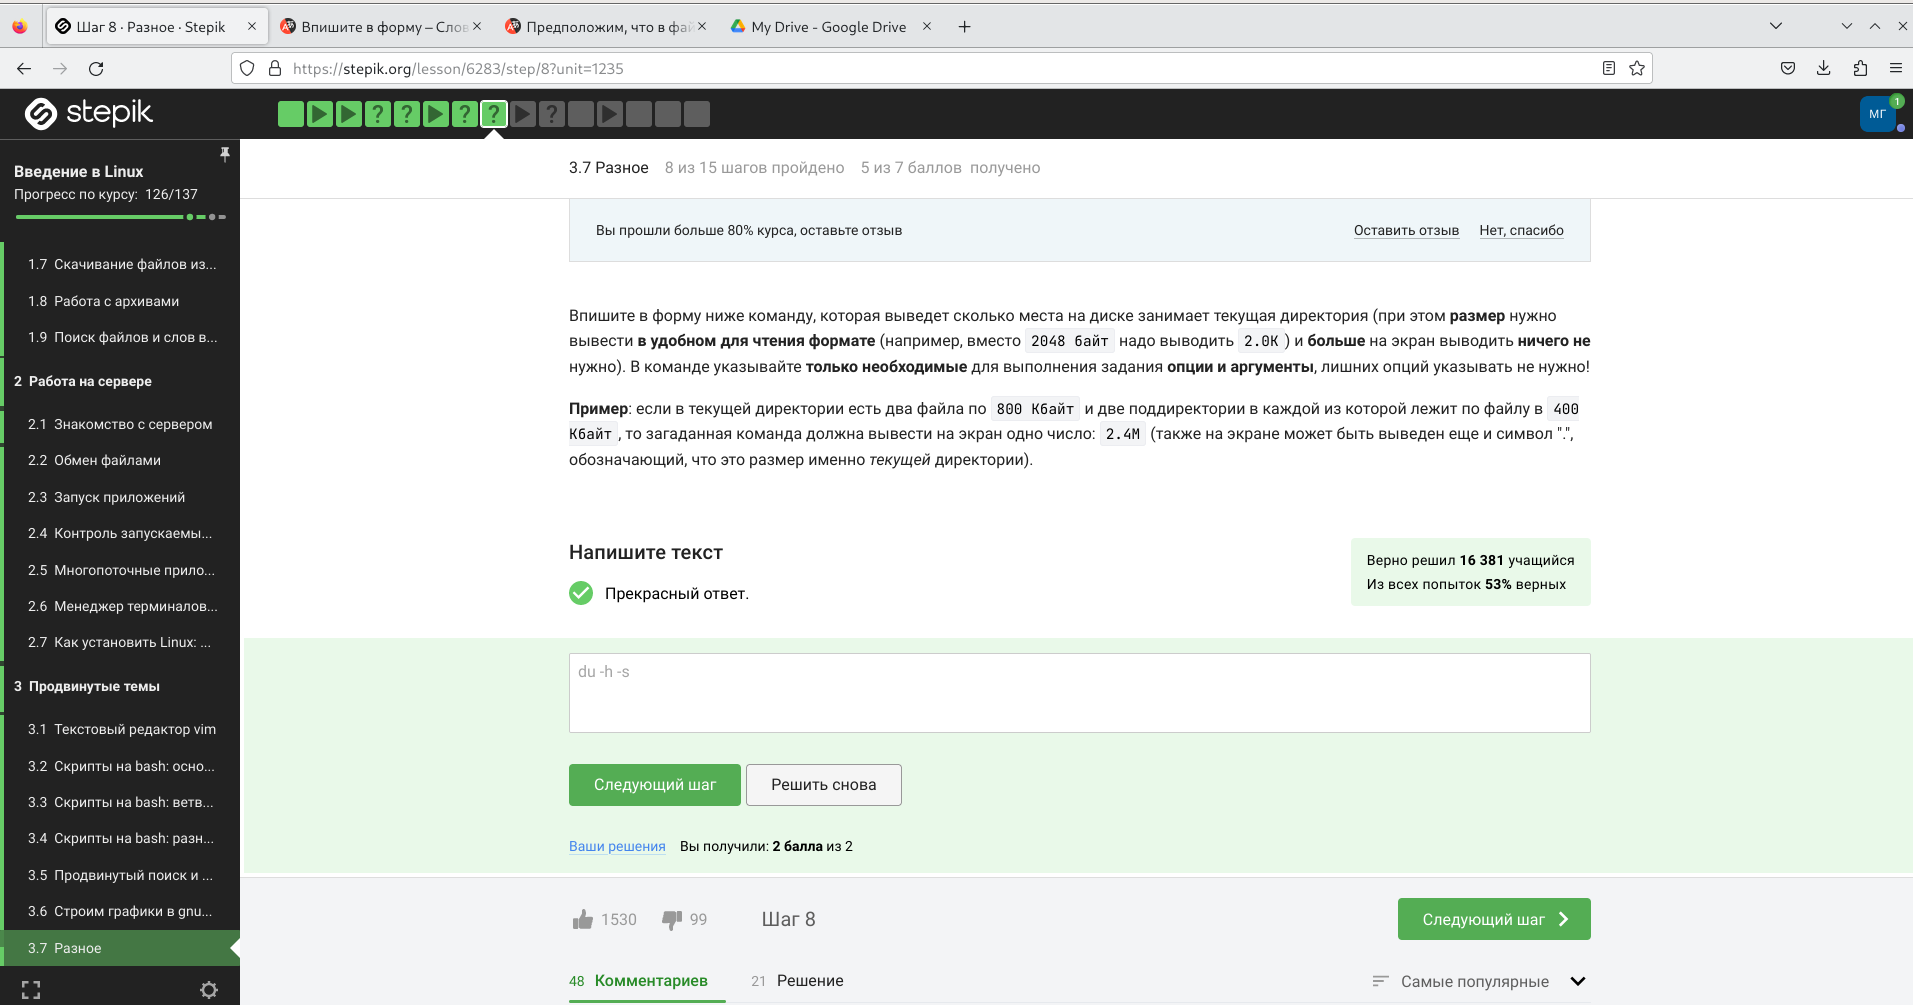 Шаг 8 · Разное · Stepik
Впишите в форму – Слов
Предположим, что в фай
My Drive - Google Drive
https://stepik.org/lesson/6283/step/8?unit=1235
stepik
МГ
1
Введение в Linux
Прогресс по курсу: 126/137
1.7 Скачивание файлов из...
1.8 Работа с архивами
1.9 Поиск файлов и слов в...
2 Работа на сервере
2.1 Знакомство с сервером
2.2 Обмен файлами
2.3 Запуск приложений
2.4 Контроль запускаемы...
2.5 Многопоточные прило...
2.6 Менеджер терминалов...
2.7 Как установить Linux: ...
3 Продвинутые темы
3.1 Текстовый редактор vim
3.2 Скрипты на bash: осно...
3.3 Скрипты на bash: ветв...
3.4 Скрипты на bash: разн...
3.5 Продвинутый поиск и ...
3.6 Строим графики в gnu...
3.7 Разное
3.7 Разное 8 из 15 шагов пройдено 5 из 7 баллов получено
Вы прошли больше 80% курса, оставьте отзыв
Оставить отзыв Нет, спасибо
Впишите в форму ниже команду, которая выведет сколько места на диске занимает текущая директория (при этом размер нужно
вывести в удобном для чтения формате (например, вместо 2048 байт надо выводить 2.0K ) и больше на экран выводить ничего не
нужно). В команде указывайте только необходимые для выполнения задания опции и аргументы, лишних опций указывать не нужно!
Пример: если в текущей директории есть два файла по 800 Кбайт и две поддиректории в каждой из которой лежит по файлу в 400
Кбайт , то загаданная команда должна вывести на экран одно число: 2.4M (также на экране может быть выведен еще и символ ".",
обозначающий, что это размер именно текущей директории).
Напишите текст
Прекрасный ответ.
Верно решил 16 381 учащийся
Из всех попыток 53% верных
du -h -s
Следующий шаг
Решить снова
Ваши решения Вы получили: 2 балла из 2
1530 99 Шаг 8
Следующий шаг
48 Комментариев
21 Решение
Самые популярные